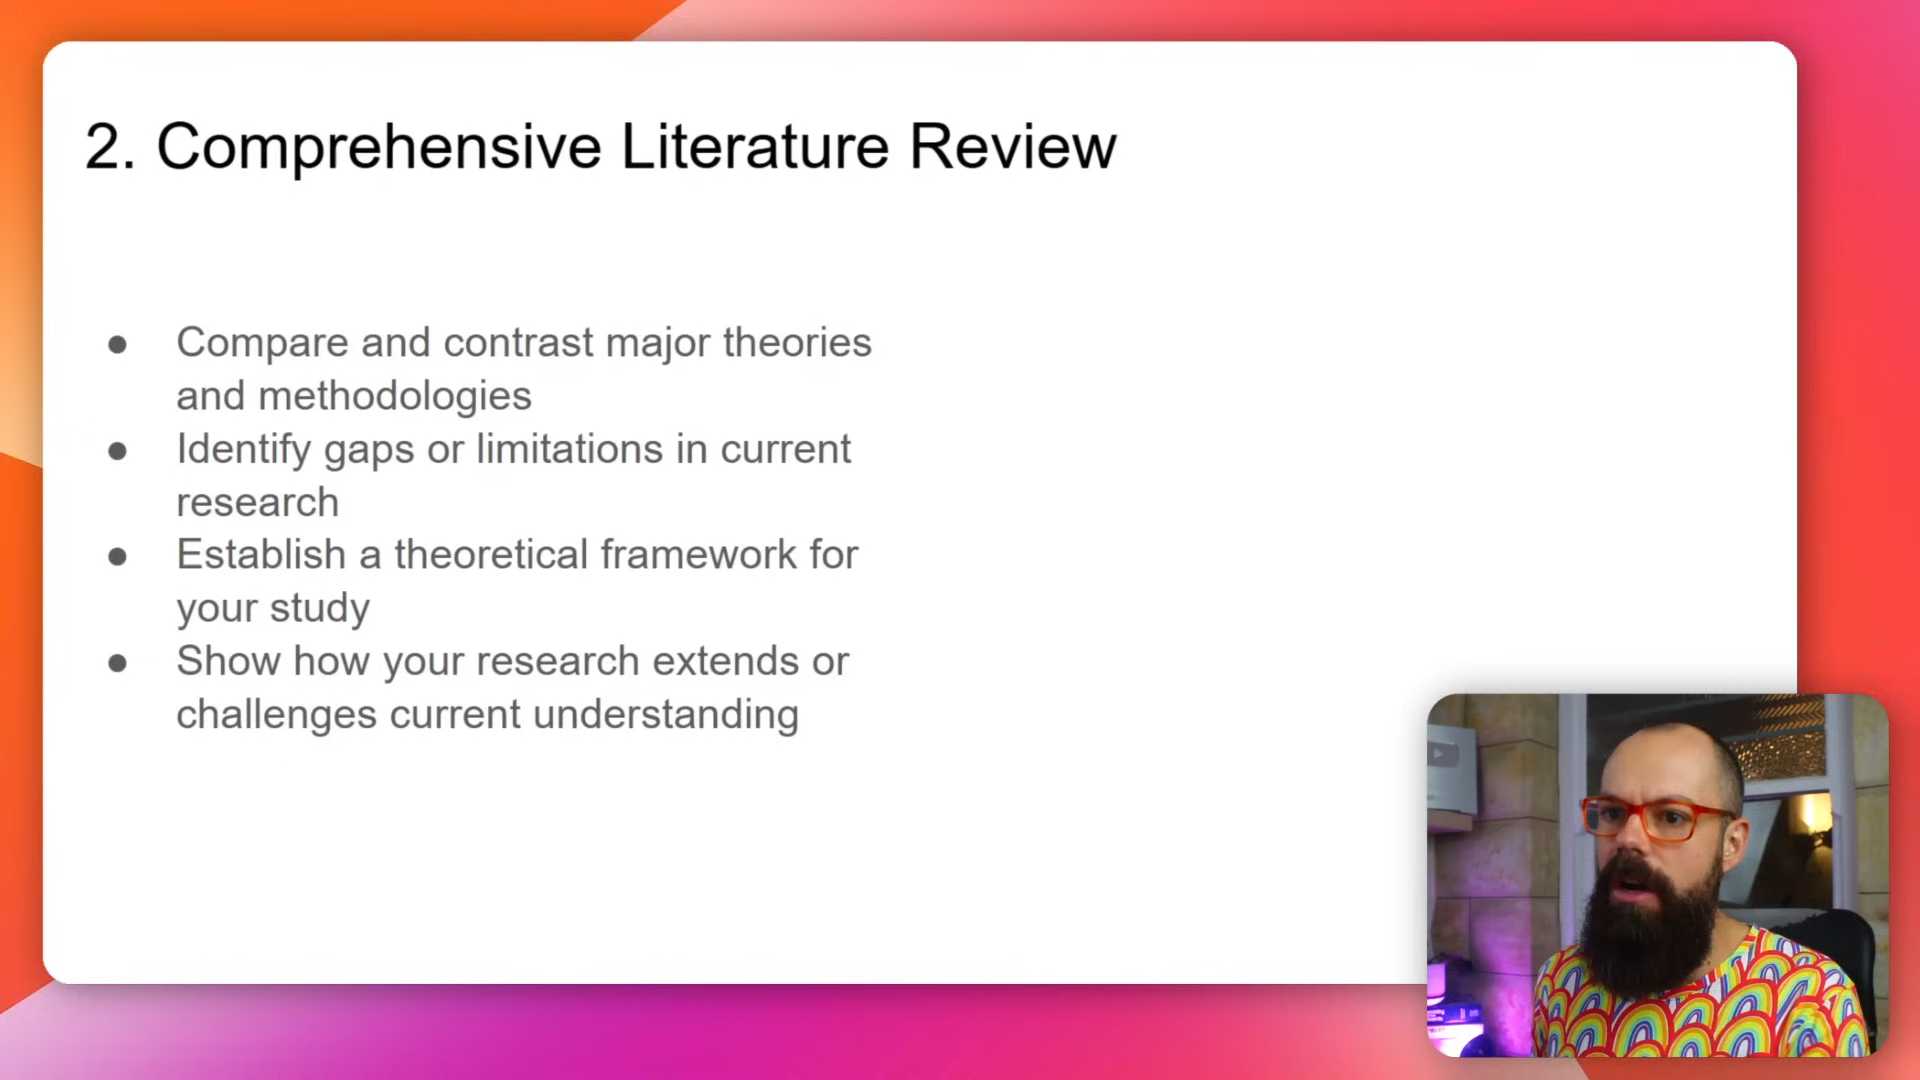 2. Comprehensive Literature Review
● Compare and contrast major theories
and methodologies
● Identify gaps or limitations in current
research
● Establish a theoretical framework for
your study
● Show how your research extends or
challenges current understanding